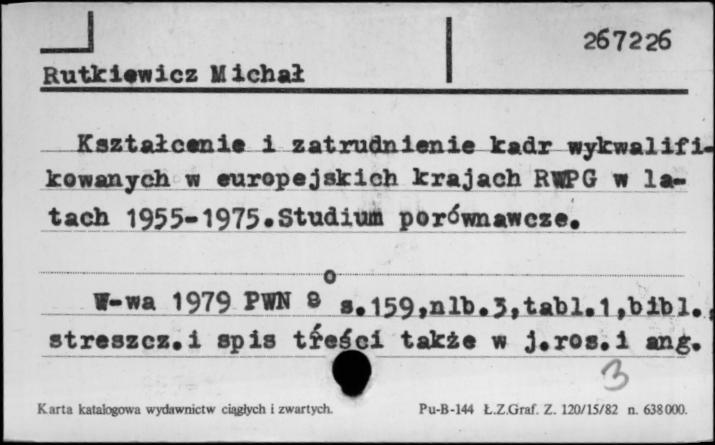 267226
Rutkiewicz Michał
Kształcenie i zatrudnienie kadr wykwalifi-
kowanych w europejskich krajach RWPG w la-
tach 1955-1975.Studium porównawcze.
W-wa 1979 PWN 8° s.159,nlb.3,tabl.1,bibl.,
streszcz.i spis treści także w j.ros.i ang.
3
Karta katalogowa wydawnictw ciągłych i zwartych. Pu-B-144 Ł.Z.Graf. Z. 120/15/82 n. 638000.